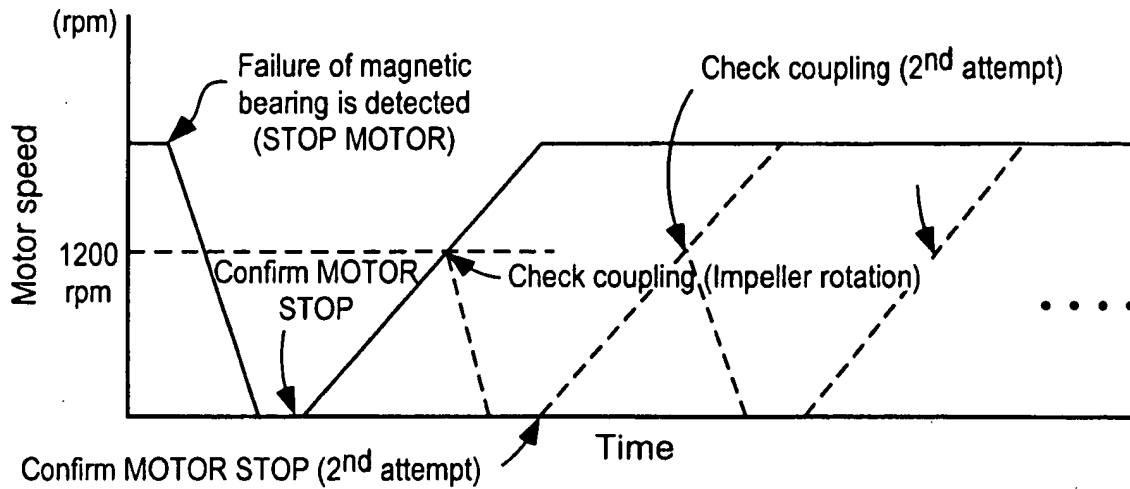 (rpm)
Failure of magnetic
bearing is detected
(STOP MOTOR)
Check coupling (2nd attempt)
Motor speed
1200
rpm
Confirm MOTOR
STOP
Check coupling (Impeller rotation)
Time
Confirm MOTOR STOP (2nd attempt)